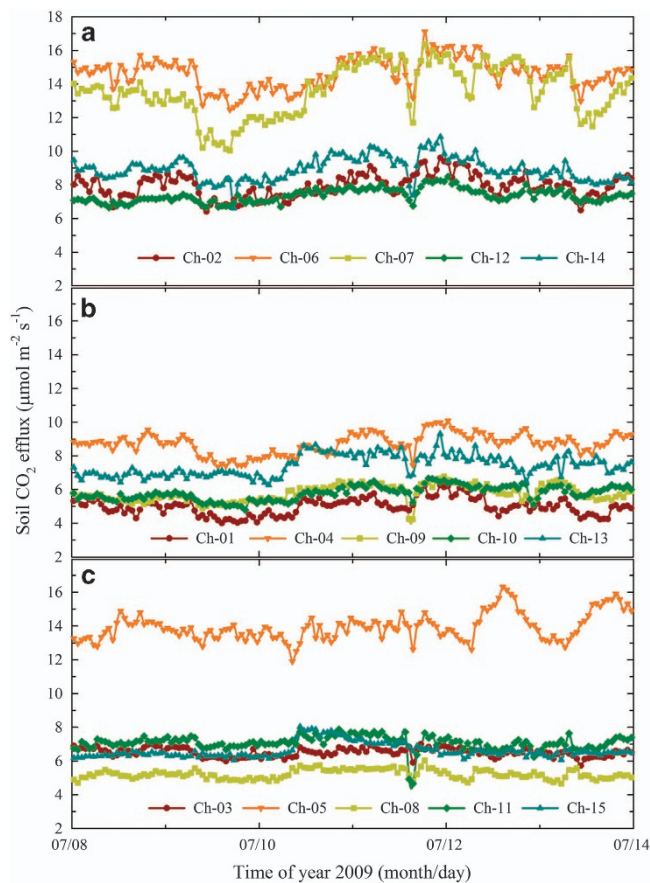 a
18
16
14
12
10
8
6
4
2
Ch-02 Ch-06 Ch-07 Ch-12 Ch-14
b
16
14
12
10
8
6
4
2
Ch-01 Ch-04 Ch-09 Ch-10 Ch-13
c
16
14
12
10
8
6
4
2
Ch-03 Ch-05 Ch-08 Ch-11 Ch-15
Soil CO₂ efflux (μmol m⁻² s⁻¹)
07/08 07/10 07/12 07/14
Time of year 2009 (month/day)